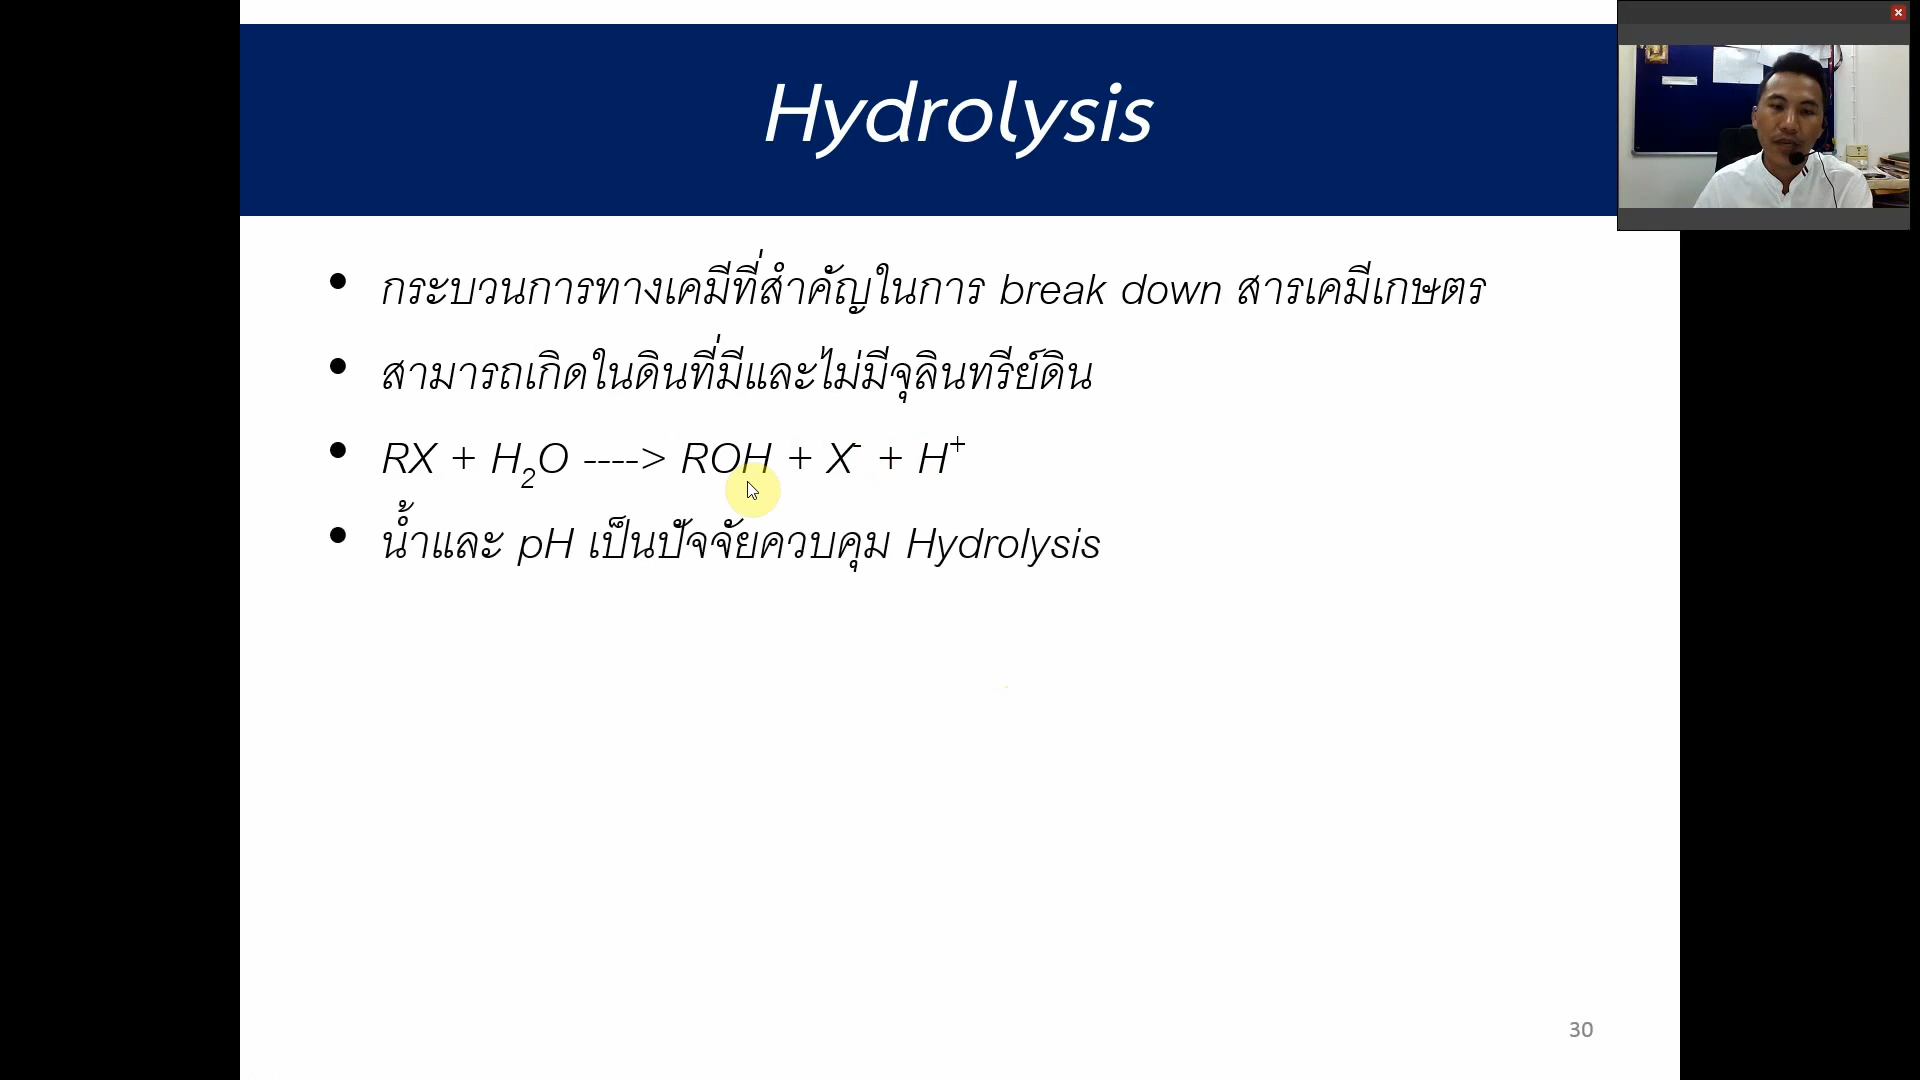 Hydrolysis
• กระบวนการทางเคมีที่สำคัญในการ break down สารเคมีเกษตร
• สามารถเกิดในดินที่มีและไม่มีจุลินทรีย์ดิน
• RX + H₂O ----> ROH + X⁻ + H⁺
• น้ำและ pH เป็นปัจจัยควบคุม Hydrolysis
30